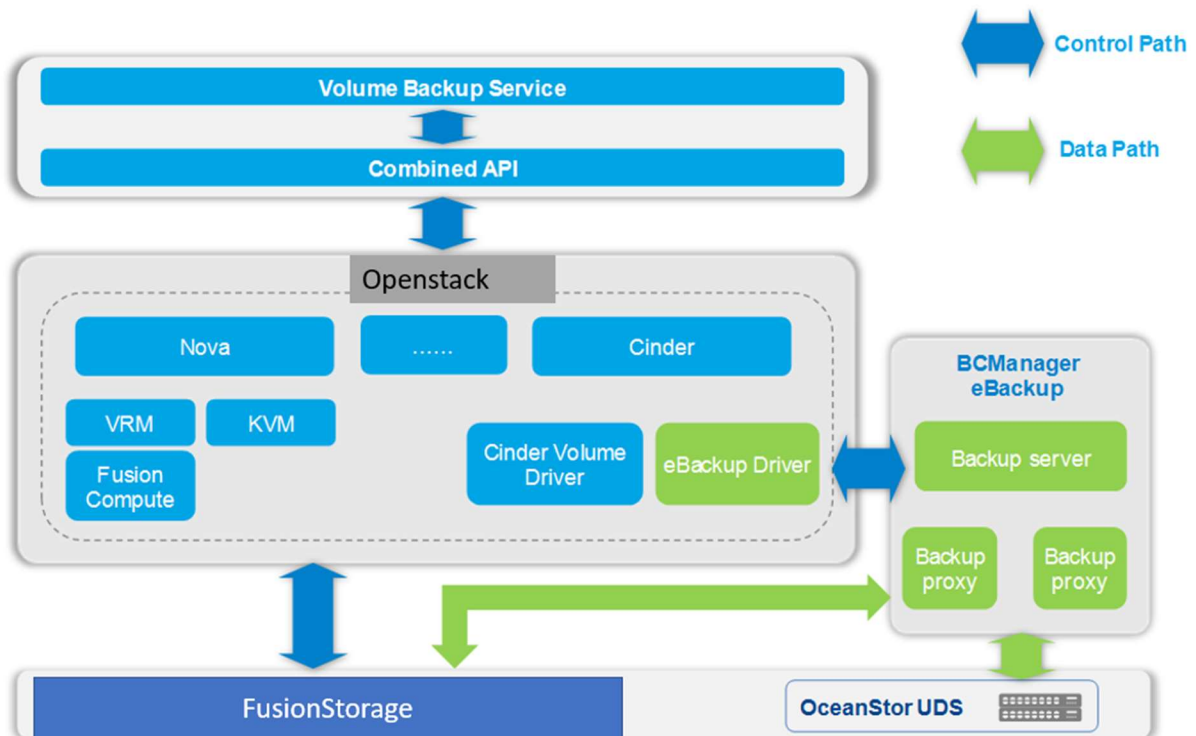 Control Path
Volume Backup Service
Combined API
Data Path
Openstack
Nova
......
Cinder
VRM
KVM
Fusion
Compute
Cinder Volume
Driver
eBackup Driver
BCManager
eBackup
Backup server
Backup
proxy
Backup
proxy
FusionStorage
OceanStor UDS